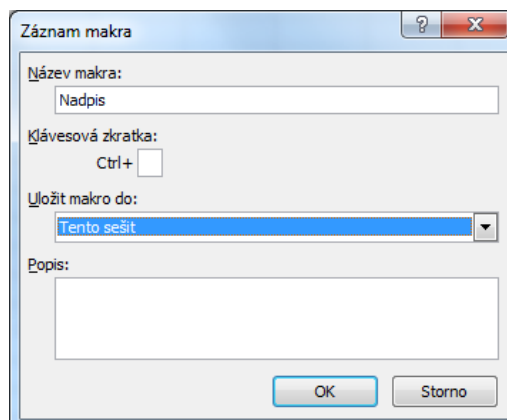 Záznam makra
Název makra:
Nadpis
Klávesová zkratka:
Ctrl+
Uložit makro do:
Tento sešit
Popis:
OK Storno